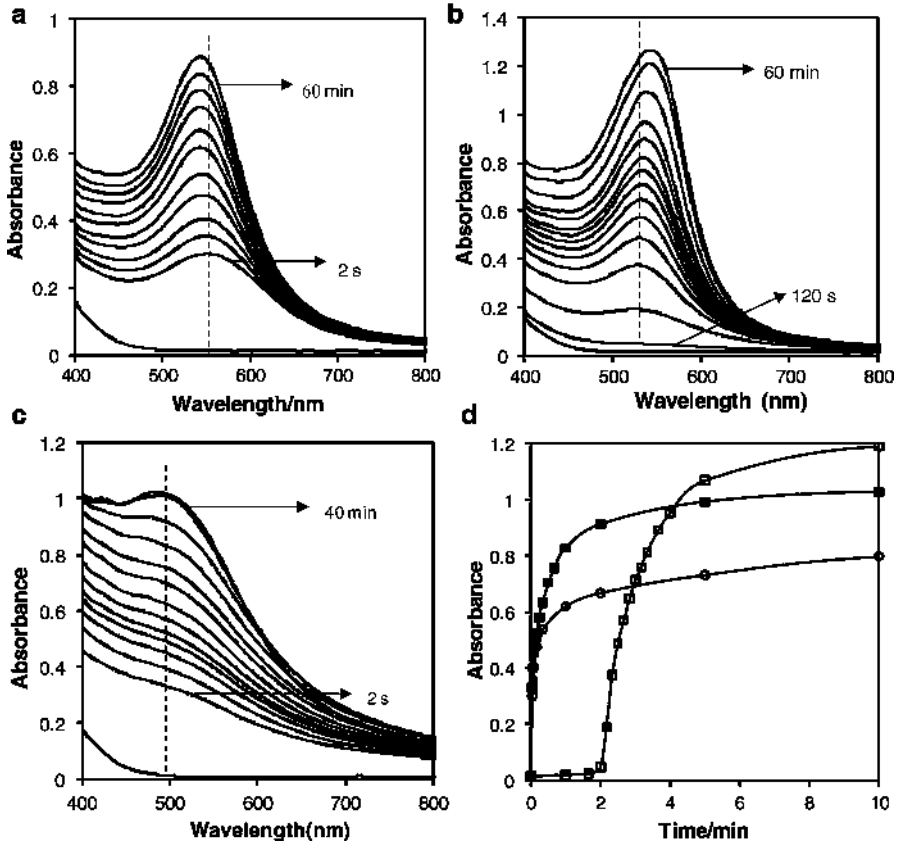 a
1
0.8
0.6
0.4
0.2
0
Absorbance
60 min
2 s
400 500 600 700 800
Wavelength/nm
b
1.4
1.2
1
0.8
0.6
0.4
0.2
0
Absorbance
60 min
120 s
400 500 600 700 800
Wavelength (nm)
c
1.2
1
0.8
0.6
0.4
0.2
0
Absorbance
40 min
2 s
400 500 600 700 800
Wavelength(nm)
d
1.2
1
0.8
0.6
0.4
0.2
0
Absorbance
0 2 4 6 8 10
Time/min